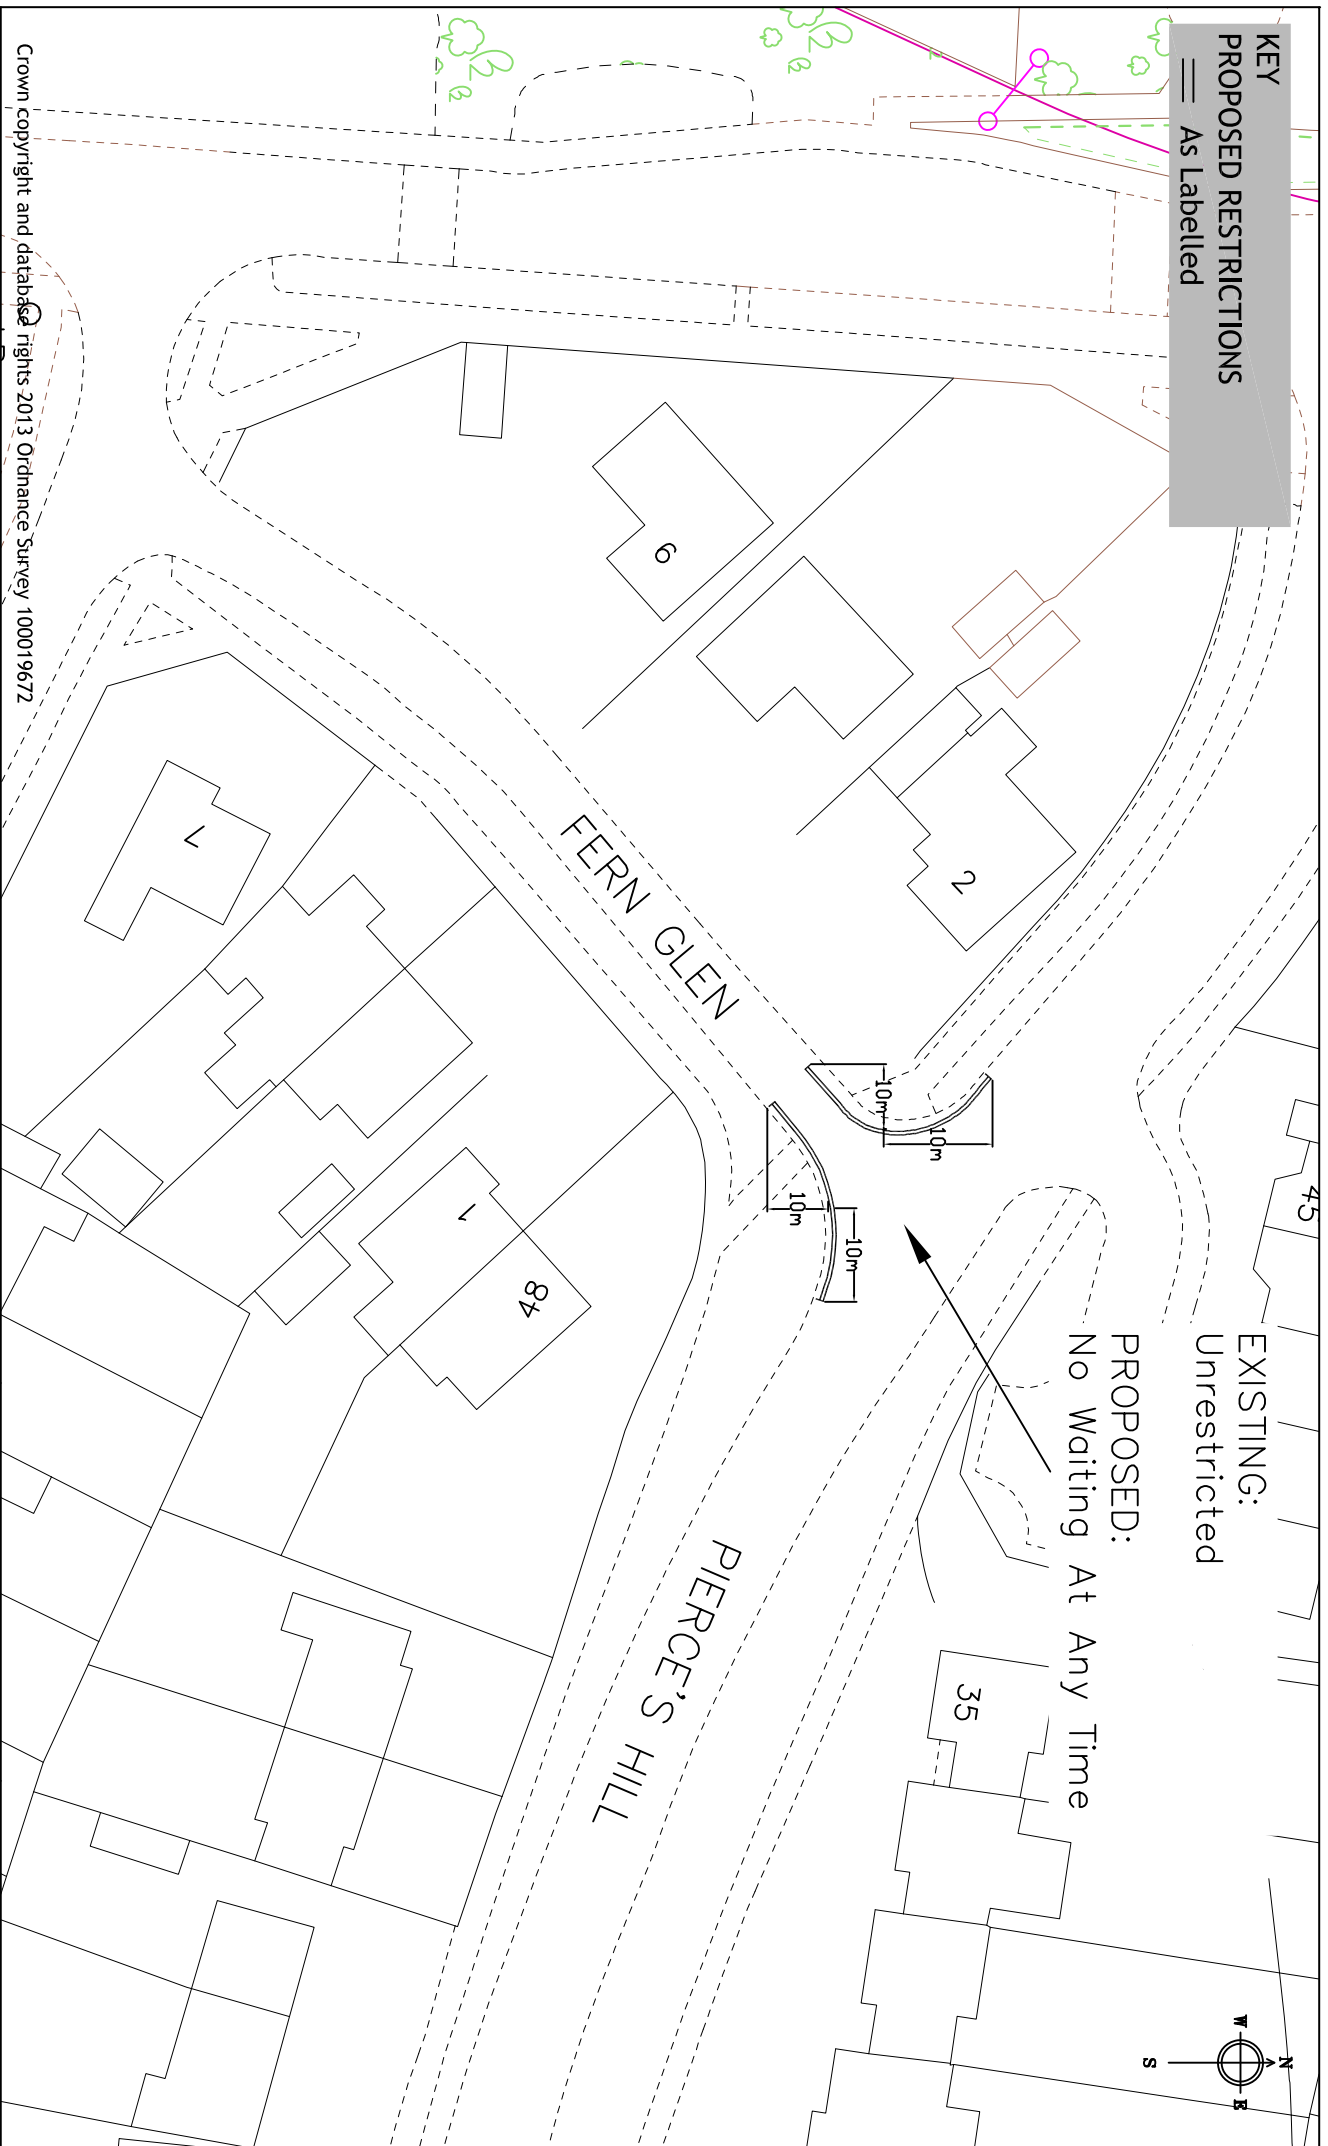 KEY
PROPOSED RESTRICTIONS
As Labelled
EXISTING:
Unrestricted
PROPOSED:
No Waiting At Any Time
N
W
E
S
45
35
2
6
10m
10m
10m
10m
FERN GLEN
PIERCE'S HILL
48
1
7
Crown copyright and database rights 2013 Ordnance Survey 100019672